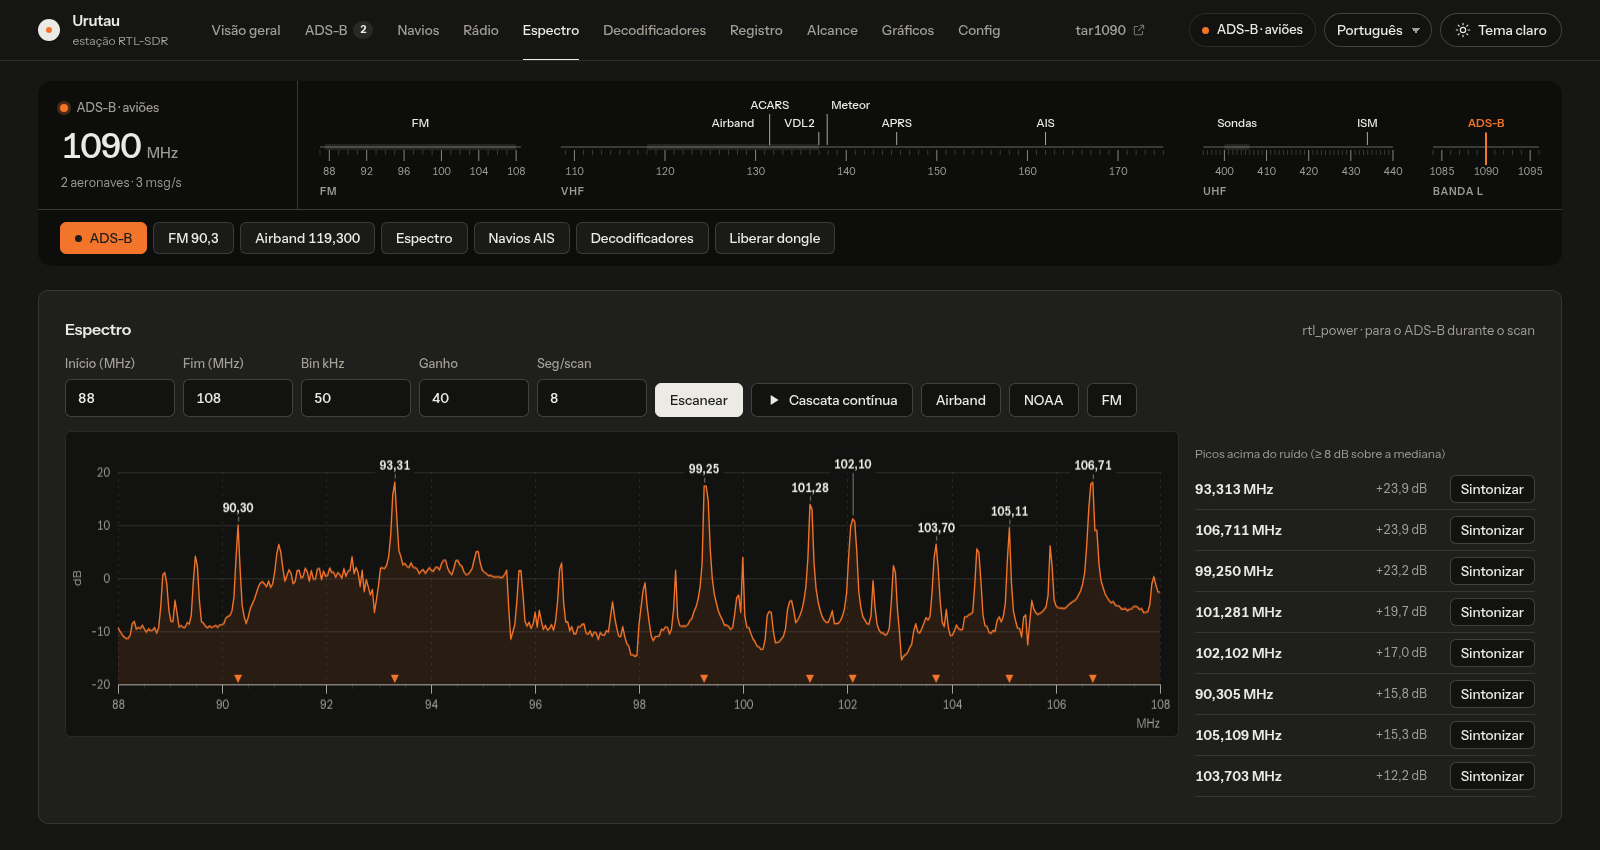 Urutau
estação RTL-SDR
Visão geral
ADS-B 2
Navios
Rádio
Espectro
Decodificadores
Registro
Alcance
Gráficos
Config
tar1090
ADS-B · aviões
Português
Tema claro
ADS-B · aviões
1090 MHz
2 aeronaves · 3 msg/s
ACARS Meteor
FM Airband VDL2 APRS AIS Sondas ISM ADS-B
88 92 96 100 104 108 110 120 130 140 150 160 170 400 410 420 430 440 1085 1090 1095
FM VHF UHF BANDA L
ADS-B
FM 90,3
Airband 119,300
Espectro
Navios AIS
Decodificadores
Liberar dongle
Espectro
rtl_power · para o ADS-B durante o scan
Início (MHz) Fim (MHz) Bin kHz Ganho Seg/scan
88 108 50 40 8
Escanear
Cascata contínua
Airband
NOAA
FM
20
10
0
-10
-20
dB
90,30
93,31
99,25
101,28
102,10
103,70
105,11
106,71
88 90 92 94 96 98 100 102 104 106 108
MHz
Picos acima do ruído (≥ 8 dB sobre a mediana)
93,313 MHz +23,9 dB Sintonizar
106,711 MHz +23,9 dB Sintonizar
99,250 MHz +23,2 dB Sintonizar
101,281 MHz +19,7 dB Sintonizar
102,102 MHz +17,0 dB Sintonizar
90,305 MHz +15,8 dB Sintonizar
105,109 MHz +15,3 dB Sintonizar
103,703 MHz +12,2 dB Sintonizar